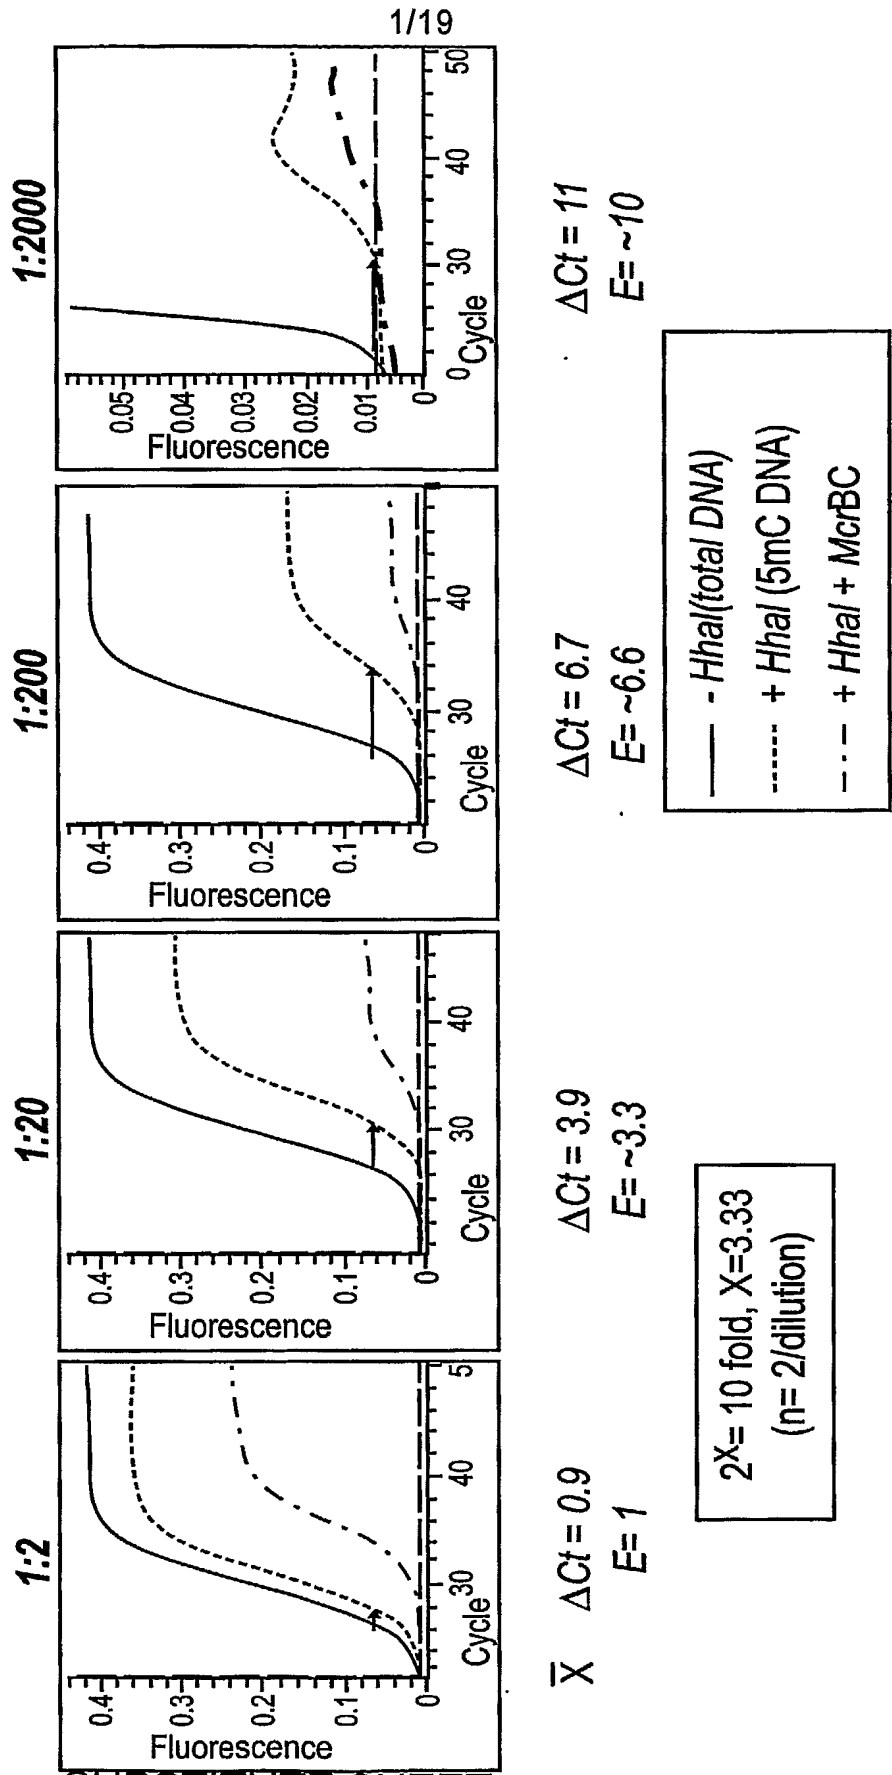 1/19
1:2
1:20
1:200
1:2000
Fluorescence
0.4
0.3
0.2
0.1
0
Cycle
30
40
5
Fluorescence
0.4
0.3
0.2
0.1
0
Cycle
30
40
Fluorescence
0.4
0.3
0.2
0.1
0
Cycle
30
40
Fluorescence
0.05
0.04
0.03
0.02
0.01
0
0
Cycle
30
40
50
X̅ ΔCt = 0.9
E= 1
ΔCt = 3.9
E= ~3.3
ΔCt = 6.7
E= ~6.6
ΔCt = 11
E= ~10
2ˣ= 10 fold, X=3.33
(n= 2/dilution)
- HhaI(total DNA)
+ HhaI (5mC DNA)
+ HhaI + McrBC